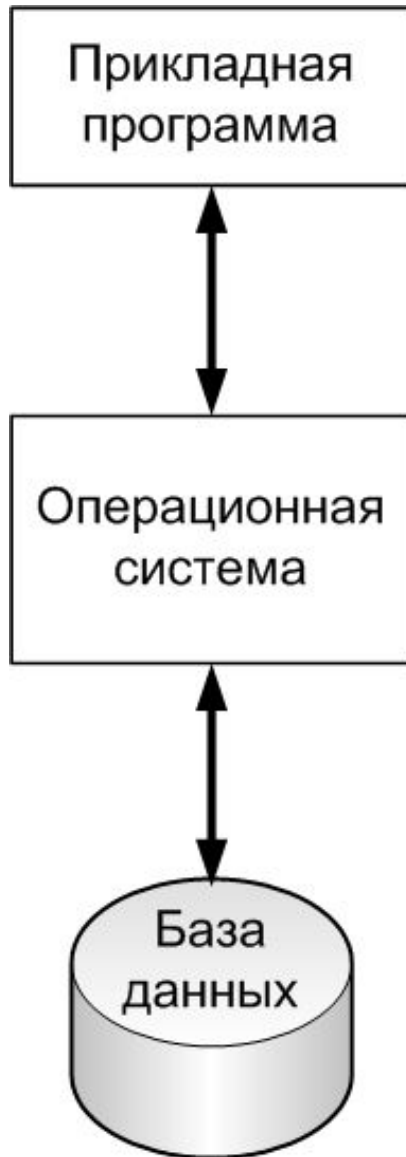 Прикладная
программа
Операционная
система
База
данных